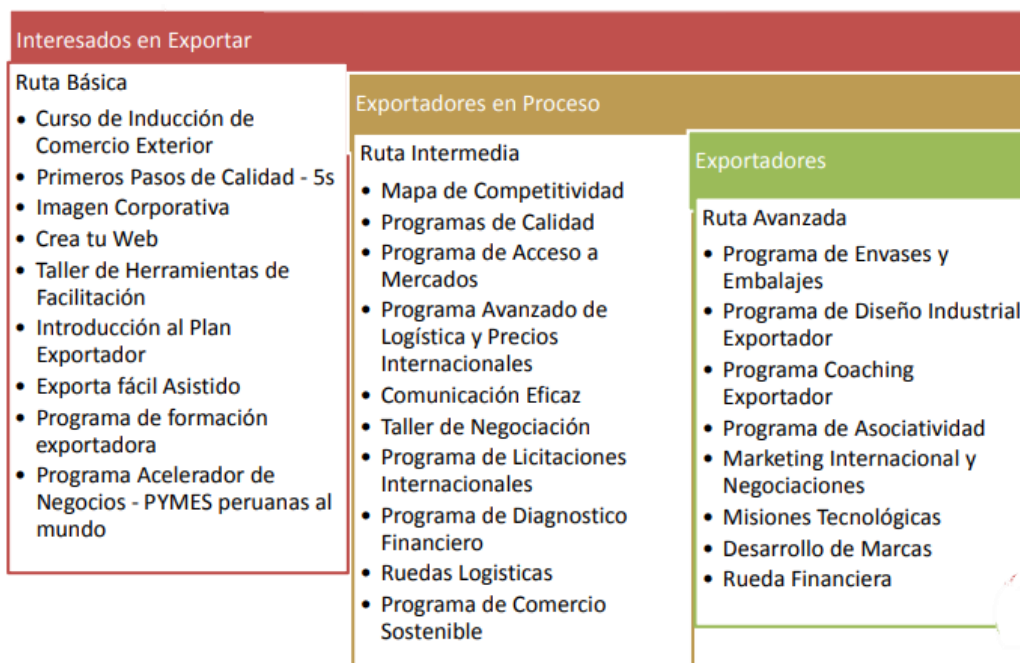 Interesados en Exportar
Ruta Básica
• Curso de Inducción de
Comercio Exterior
• Primeros Pasos de Calidad - 5s
• Imagen Corporativa
• Crea tu Web
• Taller de Herramientas de
Facilitación
• Introducción al Plan
Exportador
• Exporta fácil Asistido
• Programa de formación
exportadora
• Programa Acelerador de
Negocios - PYMES peruanas al
mundo
Exportadores en Proceso
Ruta Intermedia
• Mapa de Competitividad
• Programas de Calidad
• Programa de Acceso a
Mercados
• Programa Avanzado de
Logística y Precios
Internacionales
• Comunicación Eficaz
• Taller de Negociación
• Programa de Licitaciones
Internacionales
• Programa de Diagnostico
Financiero
• Ruedas Logisticas
• Programa de Comercio
Sostenible
Exportadores
Ruta Avanzada
• Programa de Envases y
Embalajes
• Programa de Diseño Industrial
Exportador
• Programa Coaching
Exportador
• Programa de Asociatividad
• Marketing Internacional y
Negociaciones
• Misiones Tecnológicas
• Desarrollo de Marcas
• Rueda Financiera